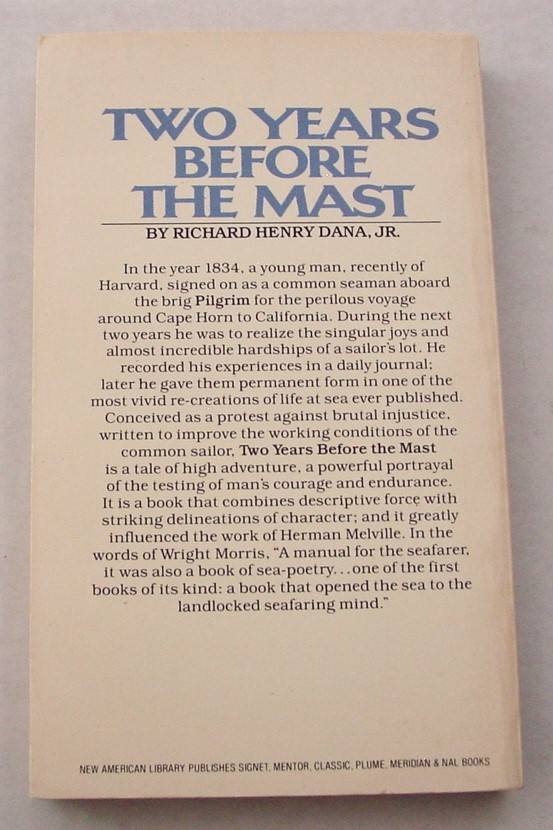 TWO YEARS
BEFORE
THE MAST
BY RICHARD HENRY DANA, JR.
In the year 1834, a young man, recently of
Harvard, signed on as a common seaman aboard
the brig Pilgrim for the perilous voyage
around Cape Horn to California. During the next
two years he was to realize the singular joys and
almost incredible hardships of a sailor's lot. He
recorded his experiences in a daily journal;
later he gave them permanent form in one of the
most vivid re-creations of life at sea ever published.
Conceived as a protest against brutal injustice,
written to improve the working conditions of the
common sailor, Two Years Before the Mast
is a tale of high adventure, a powerful portrayal
of the testing of man's courage and endurance.
It is a book that combines descriptive force with
striking delineations of character; and it greatly
influenced the work of Herman Melville. In the
words of Wright Morris, "A manual for the seafarer,
it was also a book of sea-poetry...one of the first
books of its kind: a book that opened the sea to the
landlocked seafaring mind."
NEW AMERICAN LIBRARY PUBLISHES SIGNET, MENTOR, CLASSIC, PLUME, MERIDIAN & NAL BOOKS